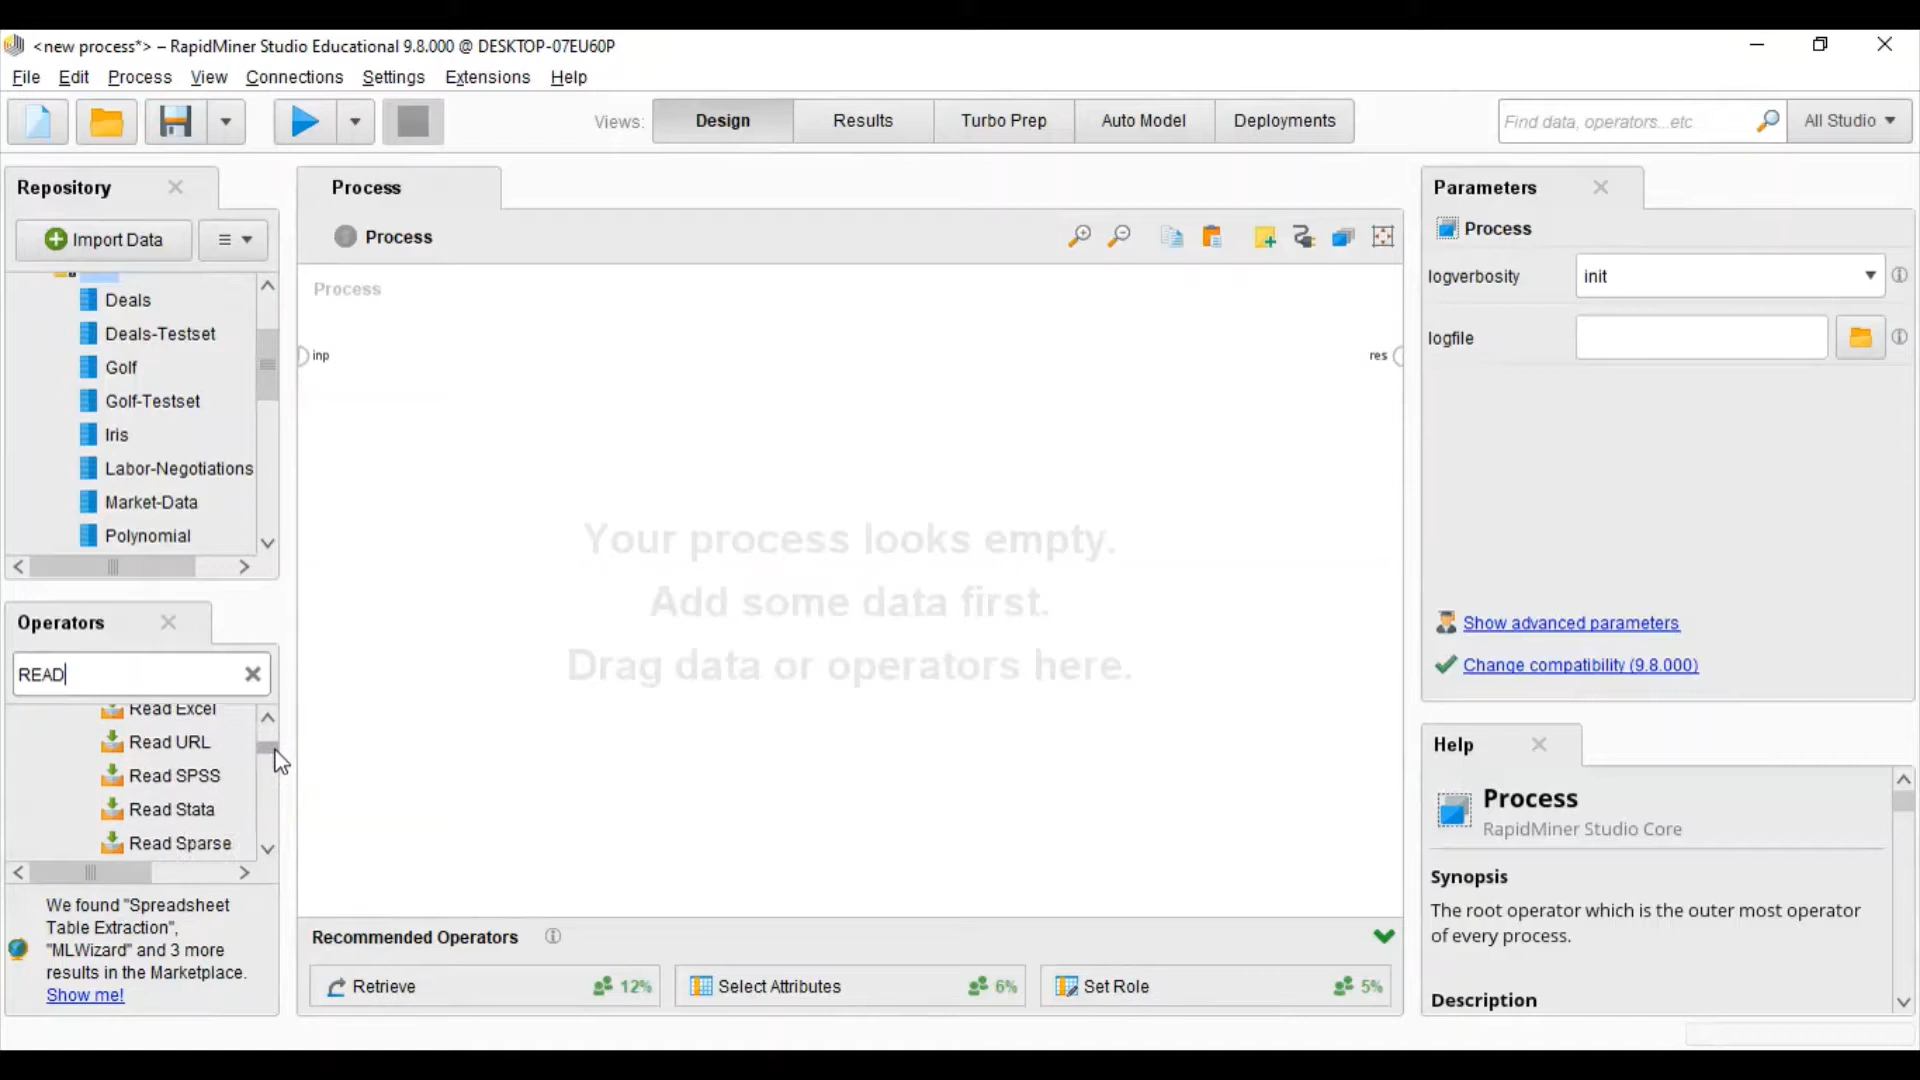 <new process*> – RapidMiner Studio Educational 9.8.000 @ DESKTOP-07EU60P
File Edit Process View Connections Settings Extensions Help
Views: Design Results Turbo Prep Auto Model Deployments
Find data, operators...etc
All Studio
Repository
Import Data
Deals
Deals-Testset
Golf
Golf-Testset
Iris
Labor-Negotiations
Market-Data
Polynomial
Operators
READ
Read Excel
Read URL
Read SPSS
Read Stata
Read Sparse
We found "Spreadsheet
Table Extraction",
"MLWizard" and 3 more
results in the Marketplace.
Show me!
Process
Process
Process
inp
res
Your process looks empty.
Add some data first.
Drag data or operators here.
Recommended Operators
Retrieve 12%
Select Attributes 6%
Set Role 5%
Parameters
Process
logverbosity init
logfile
Show advanced parameters
Change compatibility (9.8.000)
Help
Process
RapidMiner Studio Core
Synopsis
The root operator which is the outer most operator
of every process.
Description